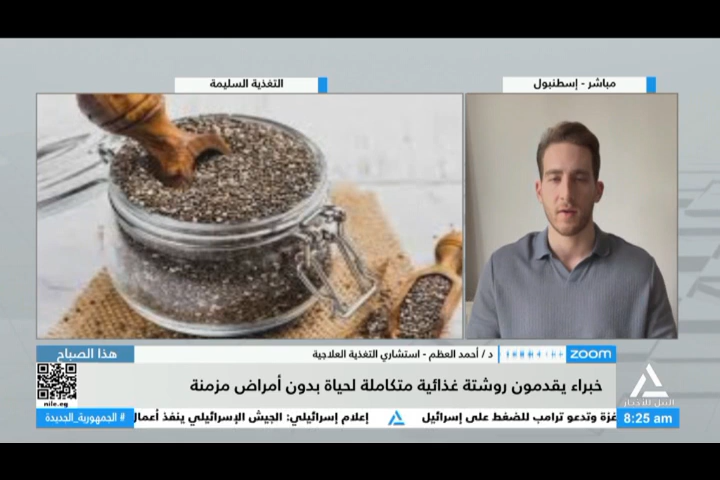 مباشر - إسطنبول
التغذية السليمة
zoom
د / أحمد العظم - استشاري التغذية العلاجية
هذا الصباح
خبراء يقدمون روشتة غذائية متكاملة لحياة بدون أمراض مزمنة
nile.eg
النيل للأخبار
8:25 am
غزة وتدعو ترامب للضغط على إسرائيل
إعلام إسرائيلي: الجيش الإسرائيلي ينفذ أعمال
# الجمهورية_الجديدة